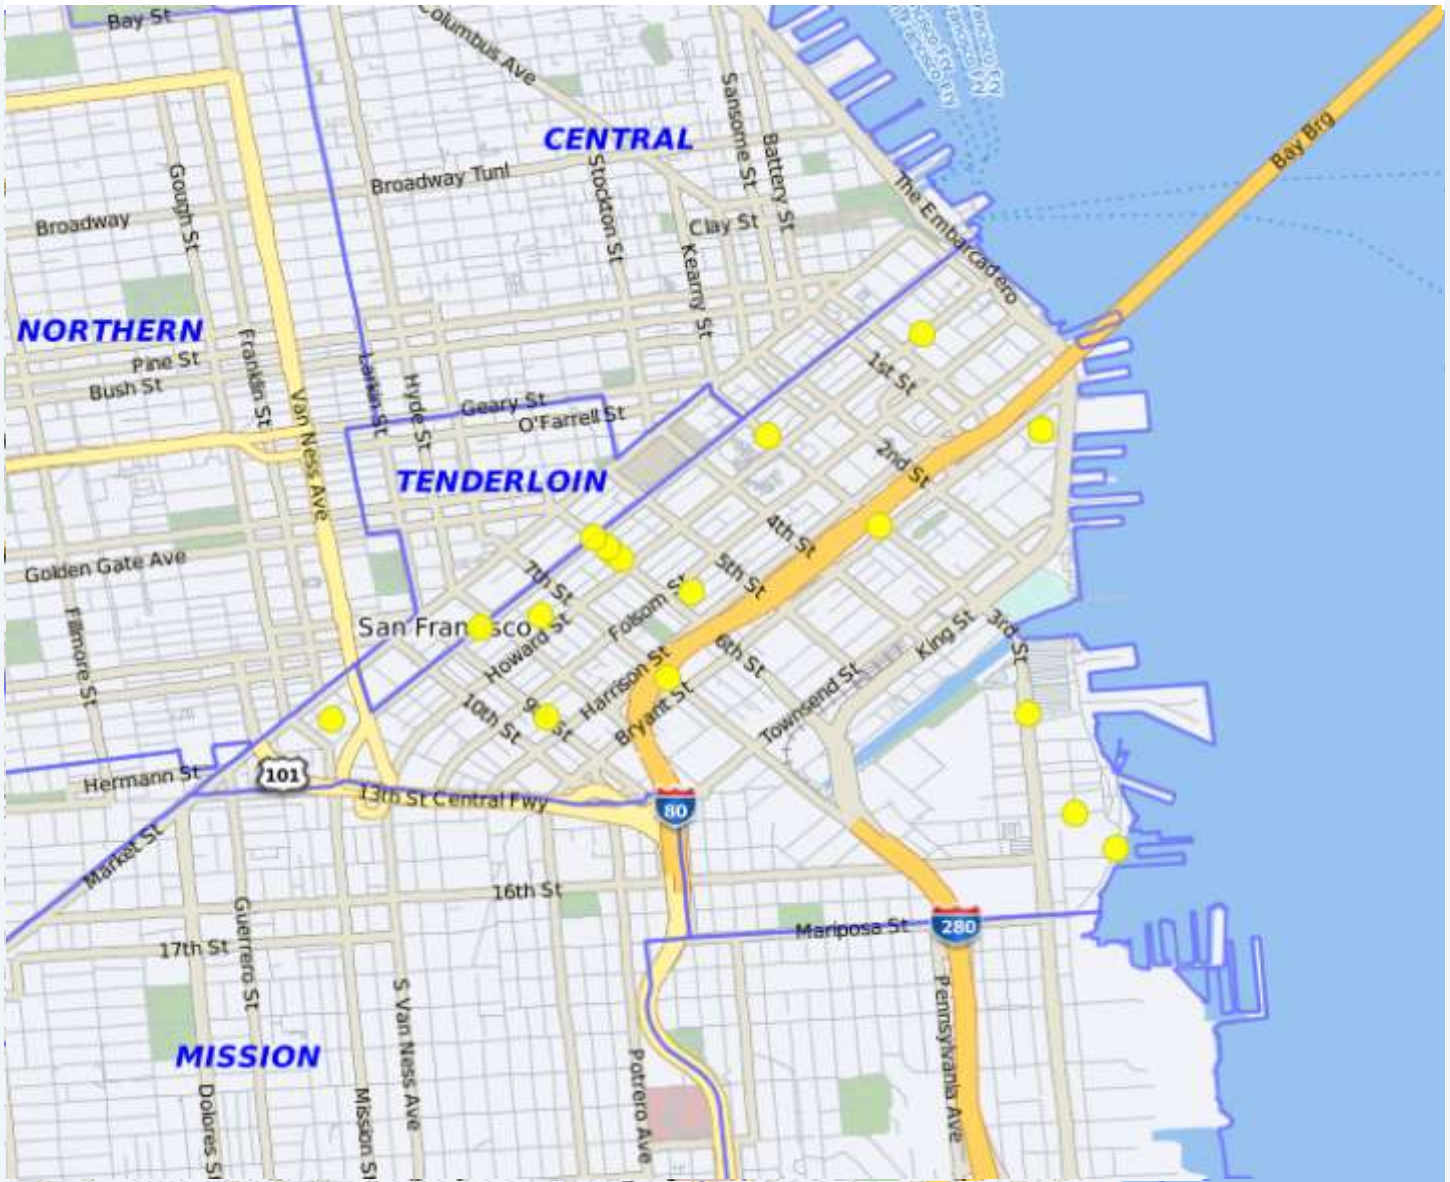 Bay St
Columbus Ave
Sansome St
Battery St
CENTRAL
Bay Brg
Gough St
Broadway Tunl
Stockton St
The Embarcadero
Broadway
Clay St
Kearny St
NORTHERN
Pine St
Bush St
Franklin St
Larkin St
Hyde St
Van Ness Ave
Geary St
O'Farrell St
1st St
2nd St
TENDERLOIN
4th St
5th St
7th St
Golden Gate Ave
Fillmore St
Folsom St
San Fran sco
Howard St
6th St
King St
3rd St
Harrison St
Bryant St
Townsend St
10th St
9 St
Hermann St
101
13th St Central Fwy
80
Market St
16th St
17th St
Guerrero St
Mariposa St
280
S Van Ness Ave
Pennsylvania Ave
MISSION
Potrero Ave
Dolores St
Mission St